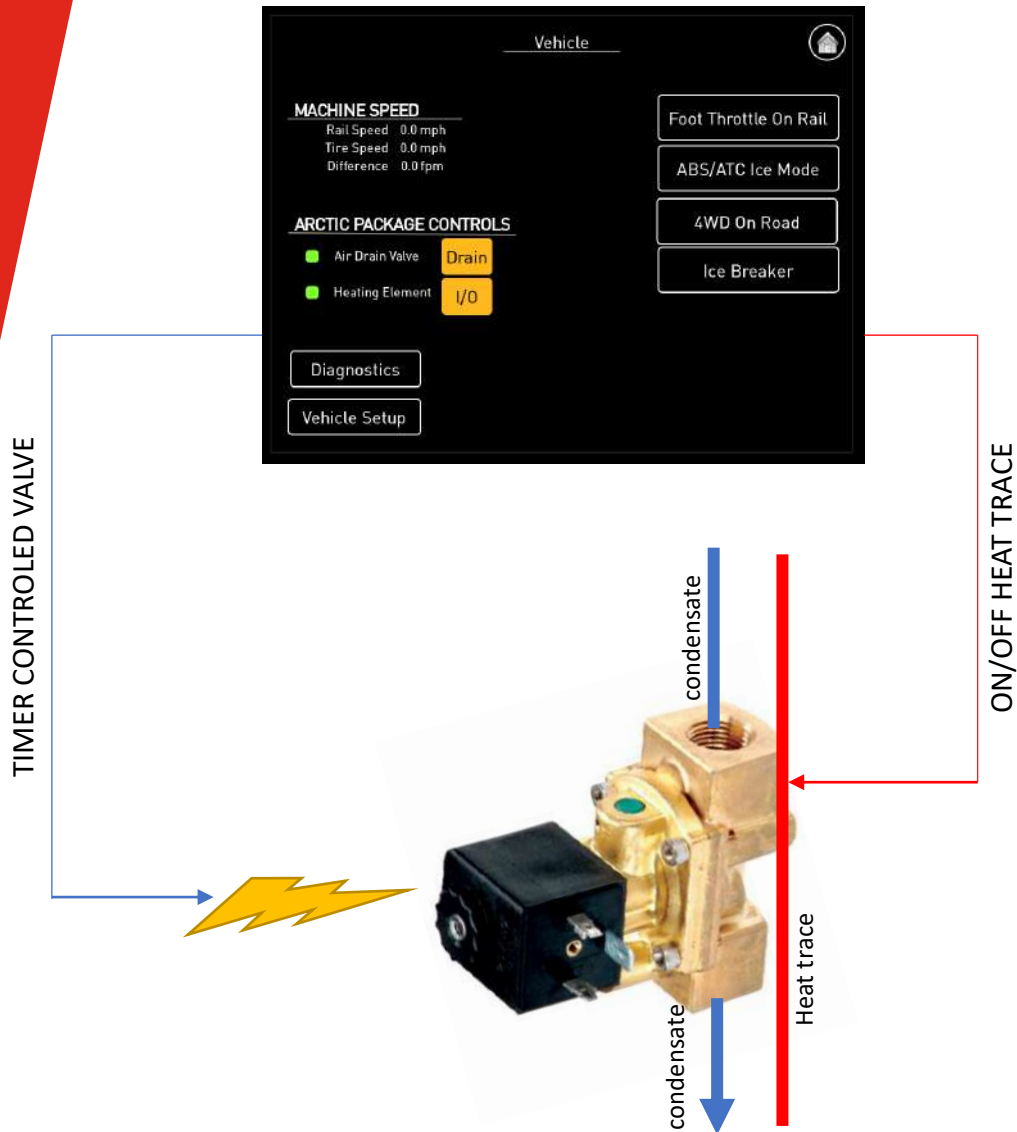 Vehicle
MACHINE SPEED
Rail Speed 0.0 mph
Tire Speed 0.0 mph
Difference 0.0 fpm
ARCTIC PACKAGE CONTROLS
Air Drain Valve Drain
Heating Element I/O
Diagnostics
Vehicle Setup
Foot Throttle On Rail
ABS/ATC Ice Mode
4WD On Road
Ice Breaker
TIMER CONTROLED VALVE
ON/OFF HEAT TRACE
condensate
Heat trace
condensate